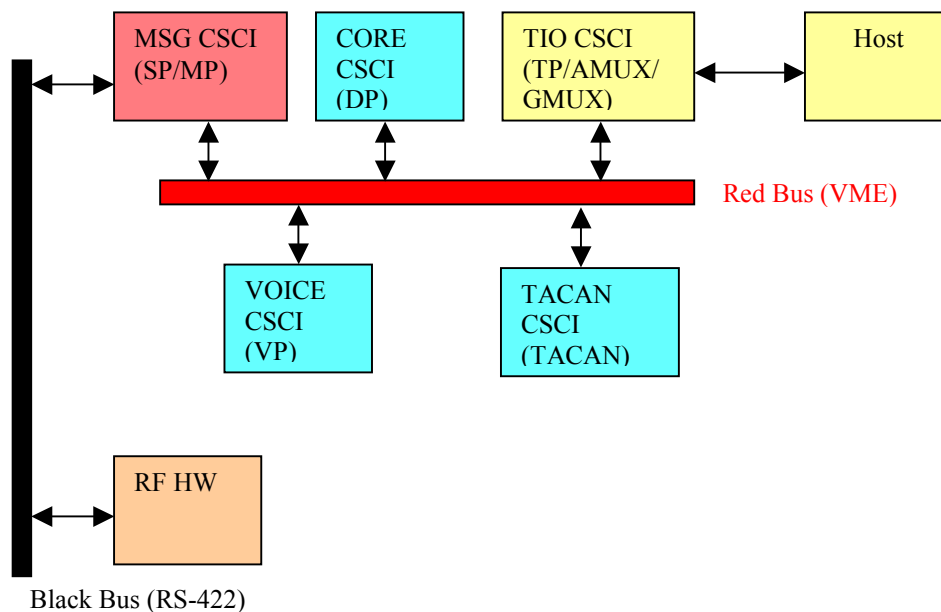 MSG CSCI
(SP/MP)
CORE
CSCI
(DP)
TIO CSCI
(TP/AMUX/
GMUX)
Host
Red Bus (VME)
VOICE
CSCI
(VP)
TACAN
CSCI
(TACAN)
RF HW
Black Bus (RS-422)